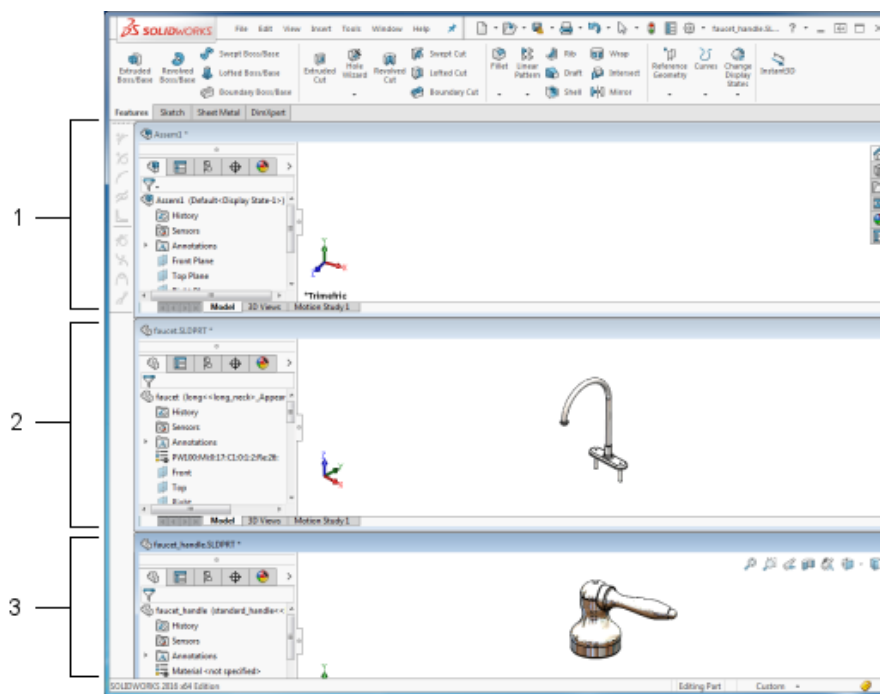 SOLIDWORKS File Edit View Insert Tools Window Help faucet_handle.SL... ?
Extruded Boss/Base
Revolved Boss/Base
Swept Boss/Base
Lofted Boss/Base
Boundary Boss/Base
Extruded Cut
Hole Wizard
Revolved Cut
Swept Cut
Lofted Cut
Boundary Cut
Fillet
Linear Pattern
Rib
Draft
Shell
Wrap
Intersect
Mirror
Reference Geometry
Curves
Change Display States
Instant3D
Features Sketch Sheet Metal DimXpert
1
Assem1 *
Assem1 (Default<Display State-1>)
History
Sensors
Annotations
Front Plane
Top Plane
*Trimetric
Model 3D Views Motion Study 1
2
faucet.SLDPRT *
faucet (long<<long_neck>_Appear
History
Sensors
Annotations
Front
Top
Right
Model 3D Views Motion Study 1
3
faucet_handle.SLDPRT *
faucet_handle (standard_handle<<
History
Sensors
Annotations
Material <not specified>
SOLIDWORKS 2016 x64 Edition Editing Part Custom